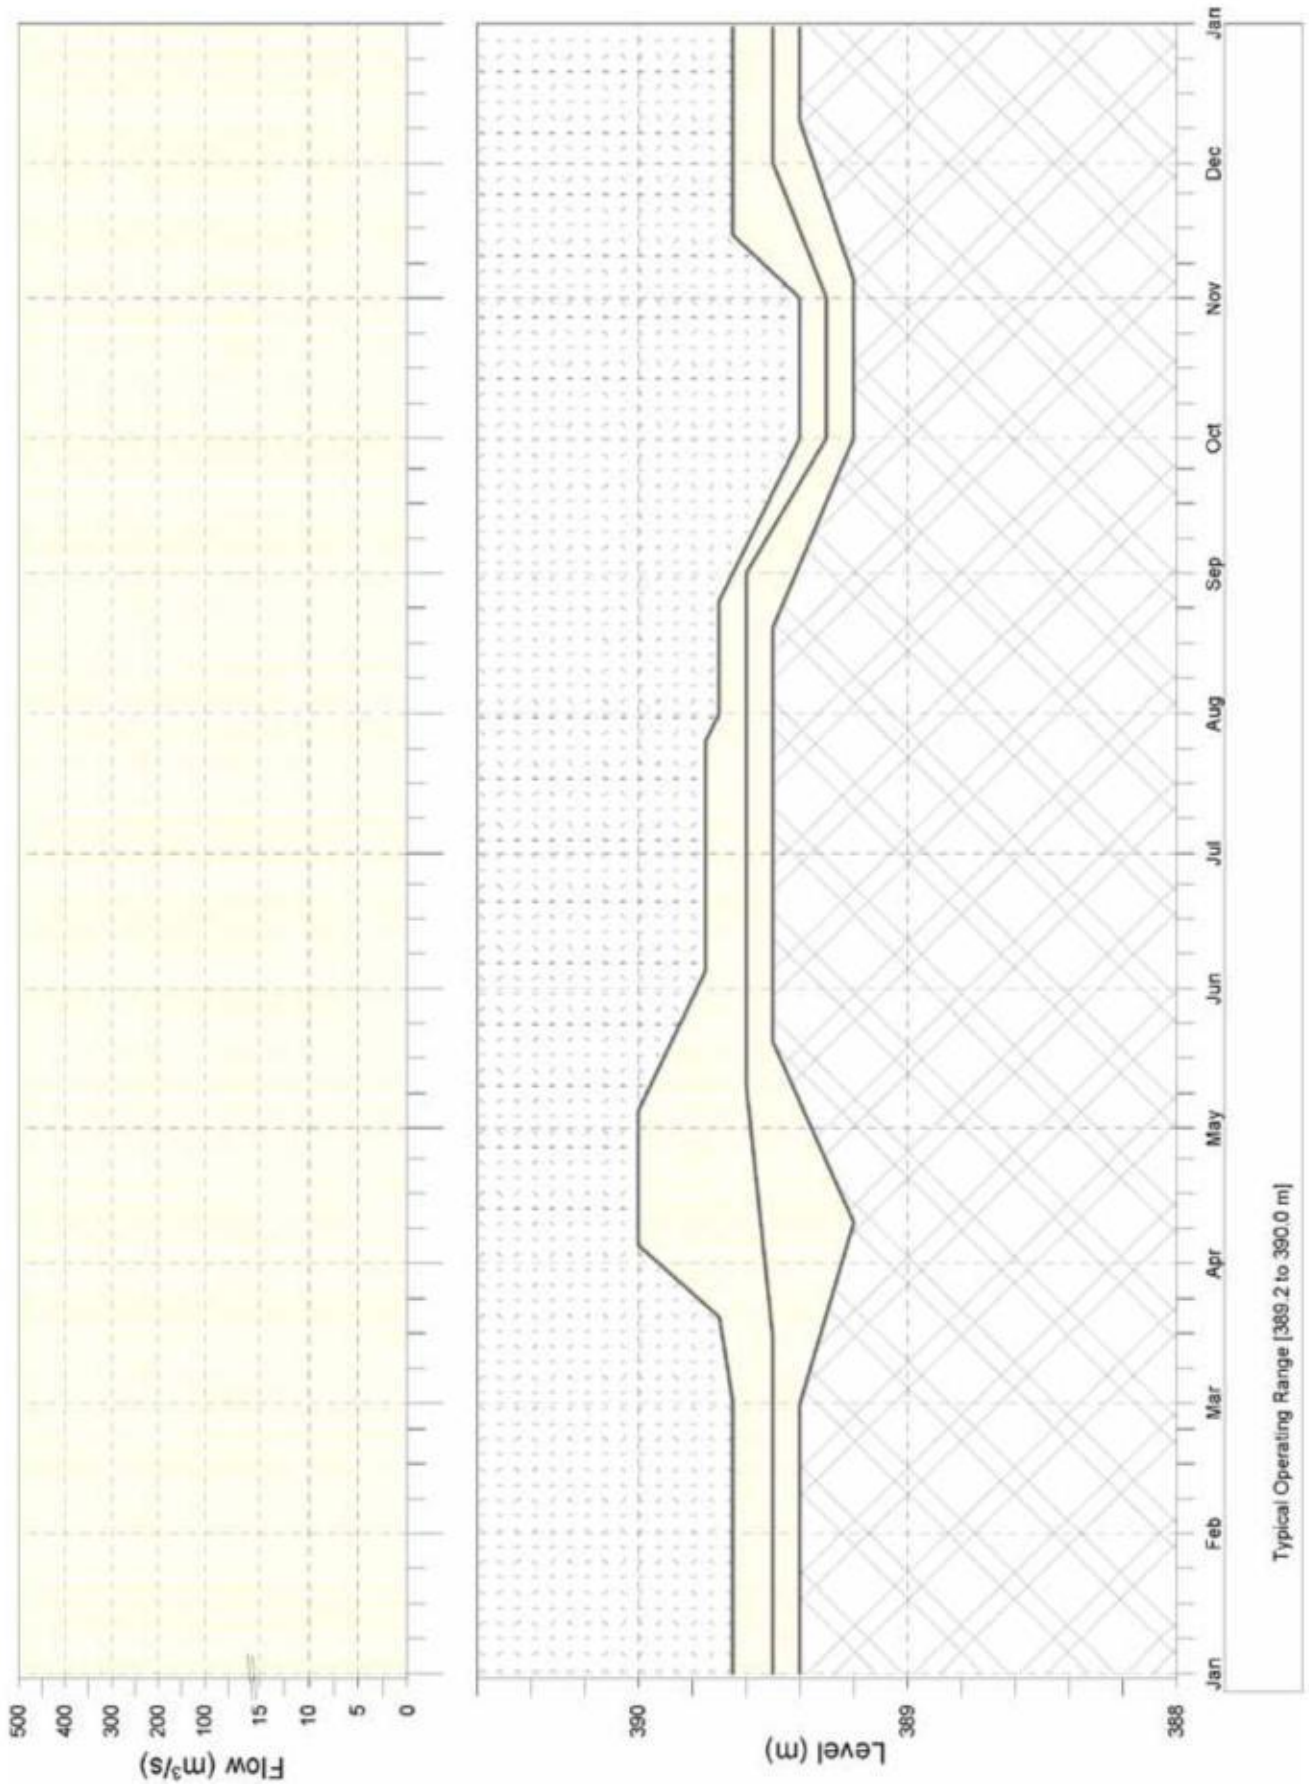 Flow (m³/s)
500
400
300
200
100
15
10
5
0
Level (m)
390
389
388
Jan
Feb
Mar
Apr
May
Jun
Jul
Aug
Sep
Oct
Nov
Dec
Jan
Typical Operating Range [389.2 to 390.0 m]